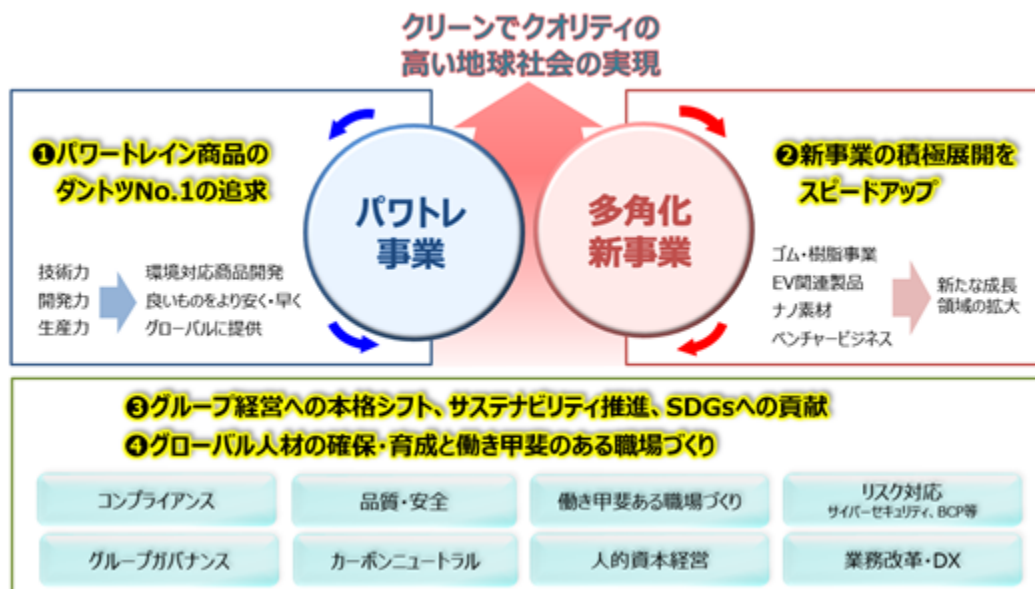 クリーンでクオリティの
高い地球社会の実現
❶パワートレイン商品の
ダントツNo.1の追求
技術力
開発力
生産力
環境対応商品開発
良いものをより安く・早く
グローバルに提供
パワトレ
事業
多角化
新事業
❷新事業の積極展開を
スピードアップ
ゴム・樹脂事業
EV関連製品
ナノ素材
ベンチャービジネス
新たな成長
領域の拡大
❸グループ経営への本格シフト、サステナビリティ推進、SDGsへの貢献
❹グローバル人材の確保・育成と働き甲斐のある職場づくり
コンプライアンス
品質・安全
働き甲斐ある職場づくり
リスク対応
サイバーセキュリティ、BCP等
グループガバナンス
カーボンニュートラル
人的資本経営
業務改革・DX